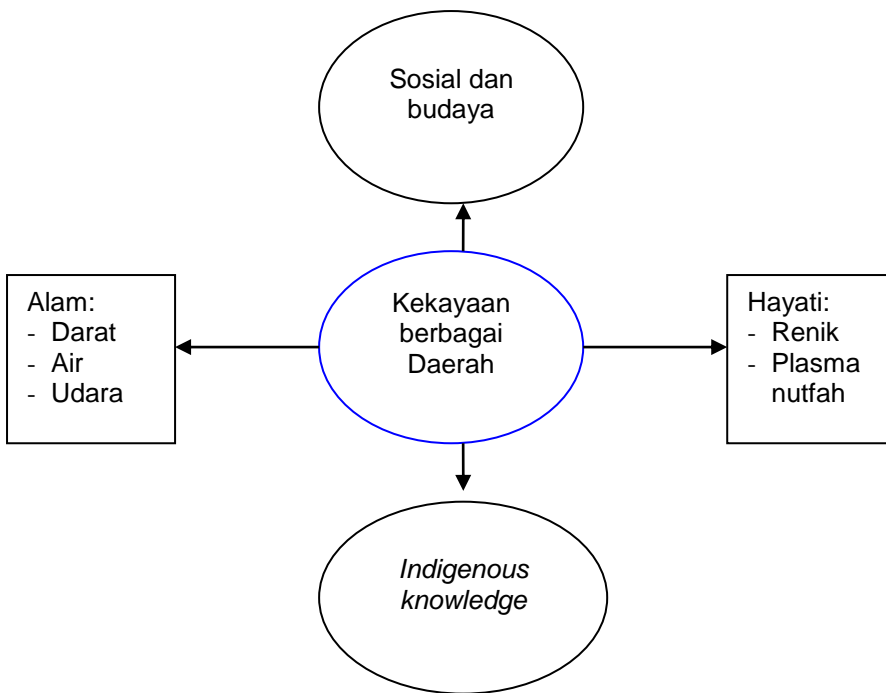 Sosial dan
budaya
Alam:
- Darat
- Air
- Udara
Kekayaan
berbagai
Daerah
Hayati:
- Renik
- Plasma
nutfah
Indigenous
knowledge